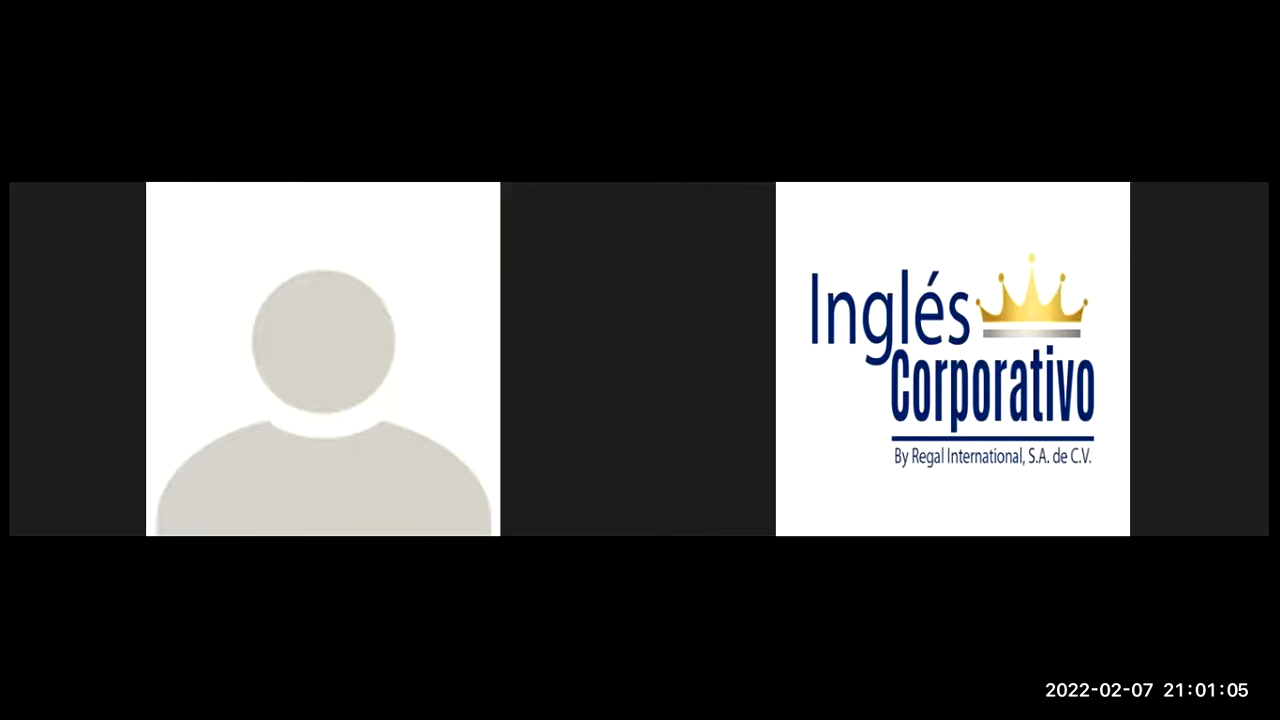 Inglés
Corporativo
By Regal International, S.A. de C.V.
2022-02-07 21:01:05